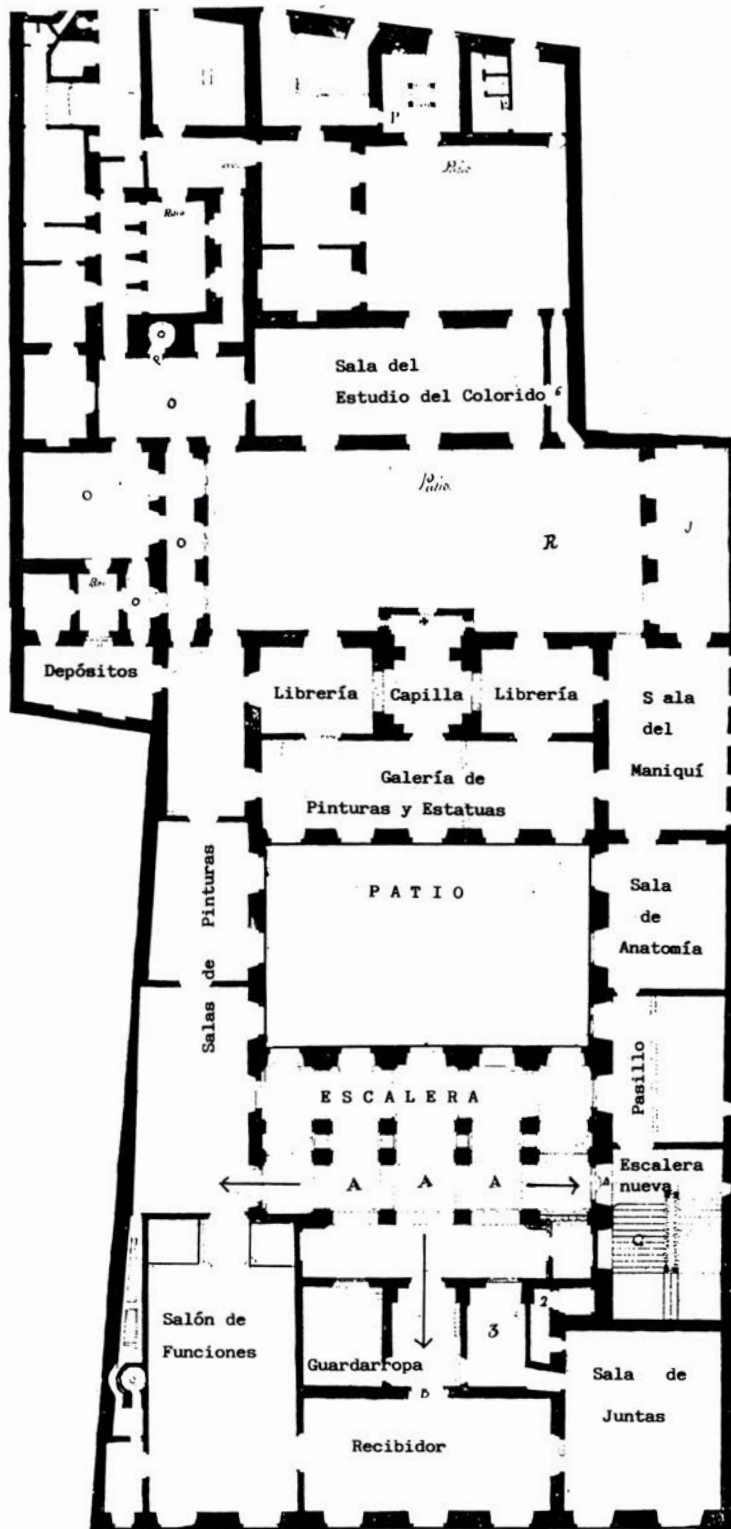 P
Patio
O
O
Sala del
Estudio del Colorido 6
Patio
O
O
R
J
O
Depósitos
Librería
Capilla
Librería
S ala
del
Maniquí
Galería de
Pinturas y Estatuas
PATIO
Salas de Pinturas
Sala
de
Anatomía
Pasillo
ESCALERA
Escalera
nueva
A A A
G
2
3
Salón de
Funciones
Guardarropa
Sala de
Juntas
Recibidor